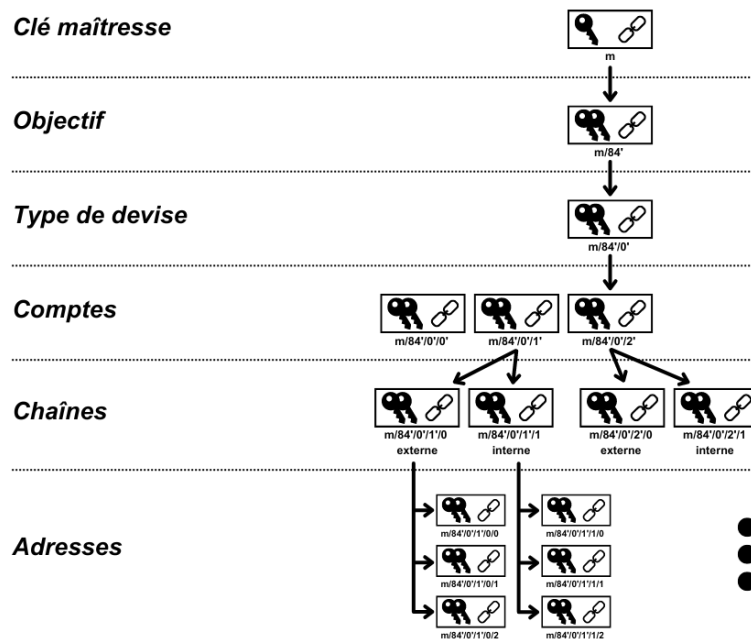 Clé maîtresse
m
Objectif
m/84'
Type de devise
m/84'/0'
Comptes
m/84'/0'/0'
m/84'/0'/1'
m/84'/0'/2'
Chaînes
m/84'/0'/1'/0
externe
m/84'/0'/1'/1
interne
m/84'/0'/2'/0
externe
m/84'/0'/2'/1
interne
Adresses
m/84'/0'/1'/0/0
m/84'/0'/1'/1/0
m/84'/0'/1'/0/1
m/84'/0'/1'/1/1
m/84'/0'/1'/0/2
m/84'/0'/1'/1/2